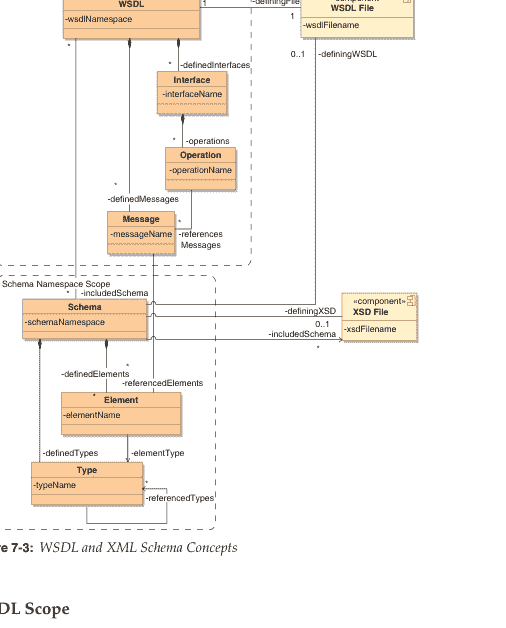 WSDL
-wsdlNamespace
1
-definingFile
1
WSDL File
-wsdlFilename
*
0..1
-definingWSDL
*
-definedInterfaces
Interface
-interfaceName
*
-operations
Operation
-operationName
*
-definedMessages
Message
-messageName
*
-references
Messages
Schema Namespace Scope
*
-includedSchema
Schema
-schemaNamespace
«component»
XSD File
-xsdFilename
-definingXSD
0..1
-includedSchema
*
-definedElements
*
*
-referencedElements
Element
-elementName
-definedTypes
-elementType
Type
-typeName
*
-referencedTypes
e 7-3: WSDL and XML Schema Concepts
DL Scope